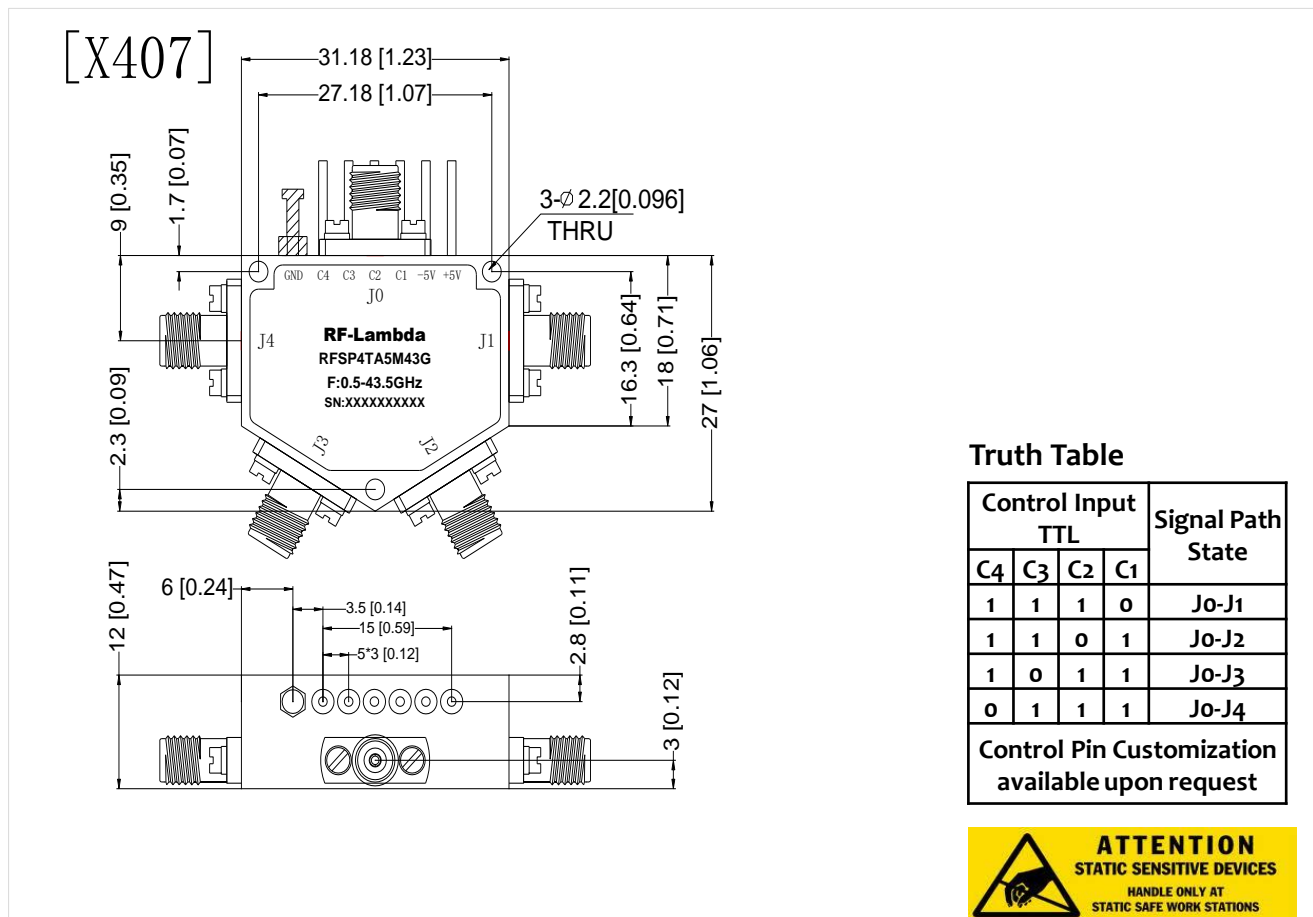 [X407]
31.18 [1.23]
27.18 [1.07]
9 [0.35]
1.7 [0.07]
3-⌀ 2.2[0.096]
THRU
GND C4 C3 C2 C1 -5V +5V
J0
J4
J1
RF-Lambda
RFSP4TA5M43G
F:0.5-43.5GHz
SN:XXXXXXXXXX
J3
J2
16.3 [0.64]
18 [0.71]
27 [1.06]
2.3 [0.09]
6 [0.24]
3.5 [0.14]
15 [0.59]
5*3 [0.12]
12 [0.47]
2.8 [0.11]
3 [0.12]
Truth Table
Control Input TTL
Signal Path State
C4 C3 C2 C1
1 1 1 0 J0-J1
1 1 0 1 J0-J2
1 0 1 1 J0-J3
0 1 1 1 J0-J4
Control Pin Customization
available upon request
ATTENTION
STATIC SENSITIVE DEVICES
HANDLE ONLY AT
STATIC SAFE WORK STATIONS